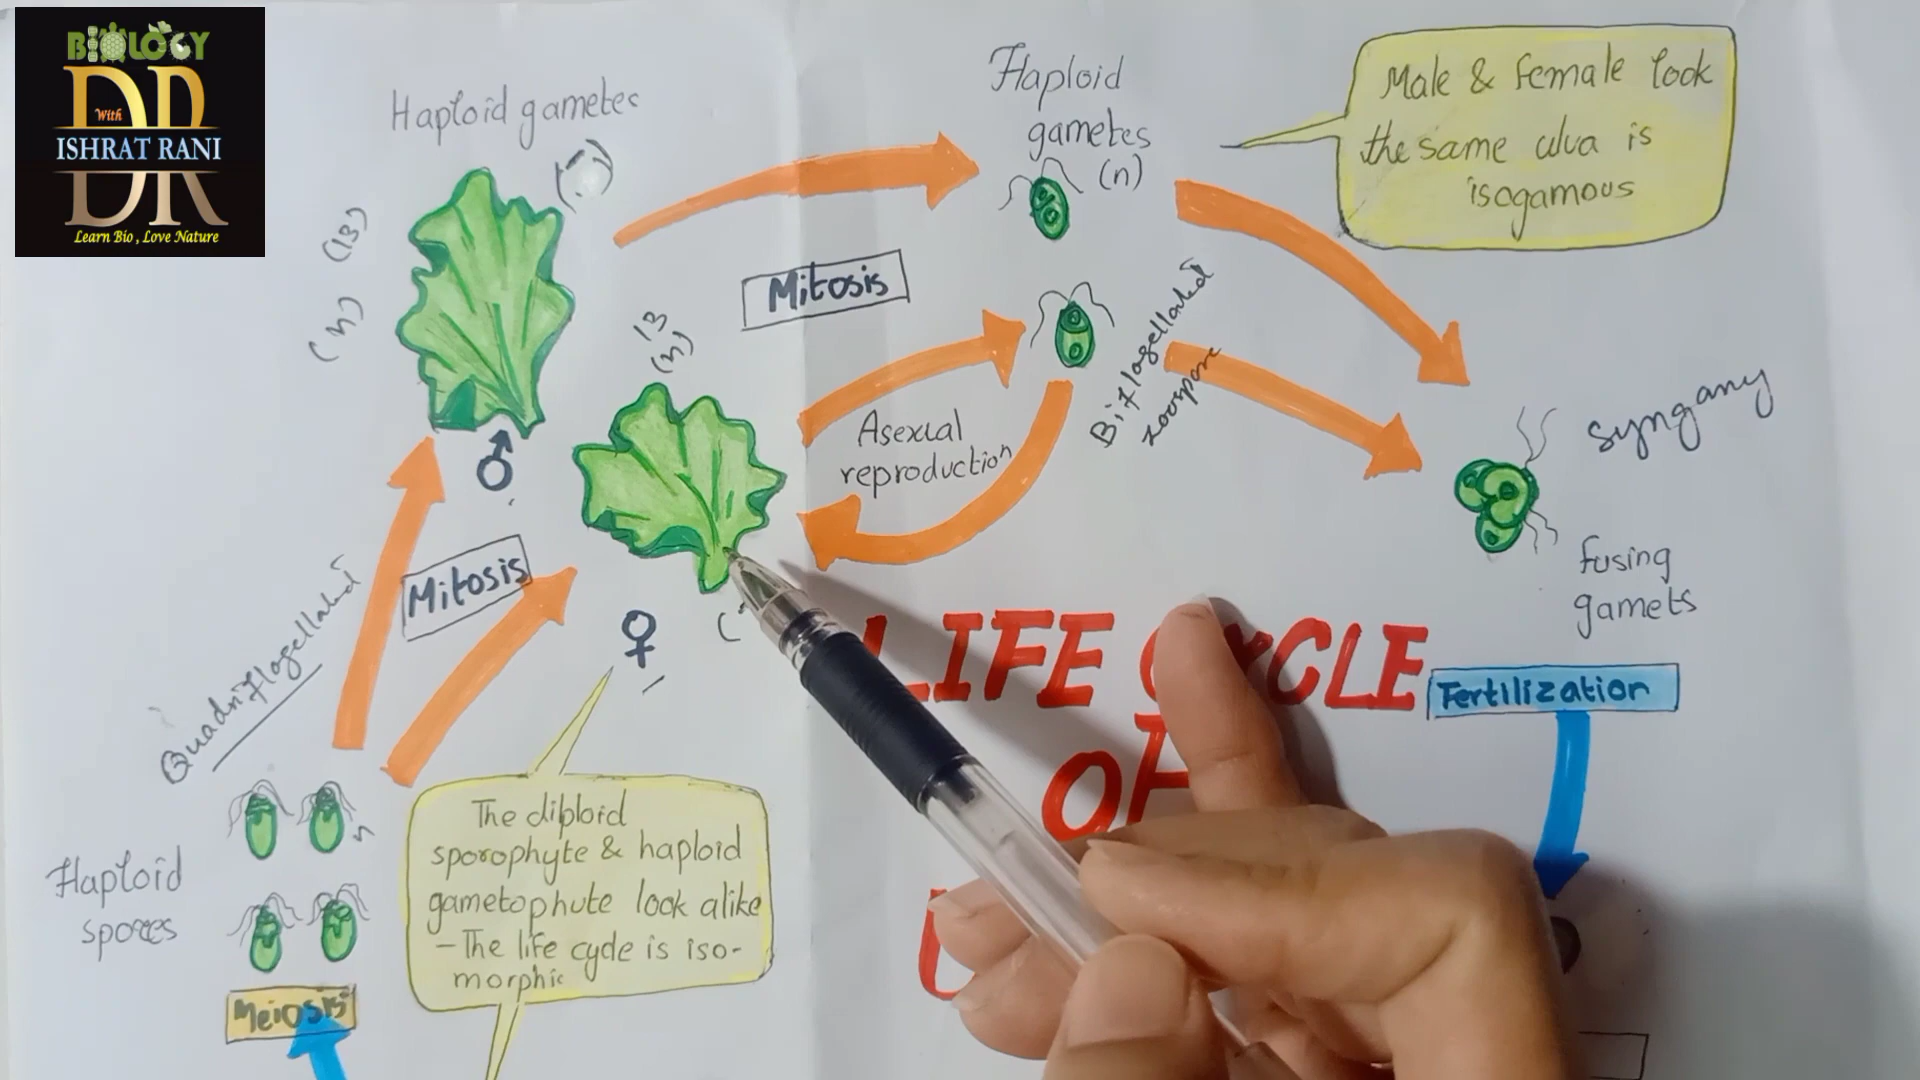 BIOLOGY
With
DR
ISHRAT RANI
Learn Bio, Love Nature
Haploid gametes
(13)
(n)
13
(n)
Haploid
gametes
(n)
Male & female look
the same ulva is
isogamous
Mitosis
Asexual
reproduction
Biflagellated
zoospore
Syngamy
fusing
gamets
Fertilization
♂
♀
Mitosis
Quadriflagellated
n
Haploid
spores
Meiosis
The diploid
sporophyte & haploid
gametophute look alike
-The life cycle is iso-
morphic
LIFE CYCLE
OF
U